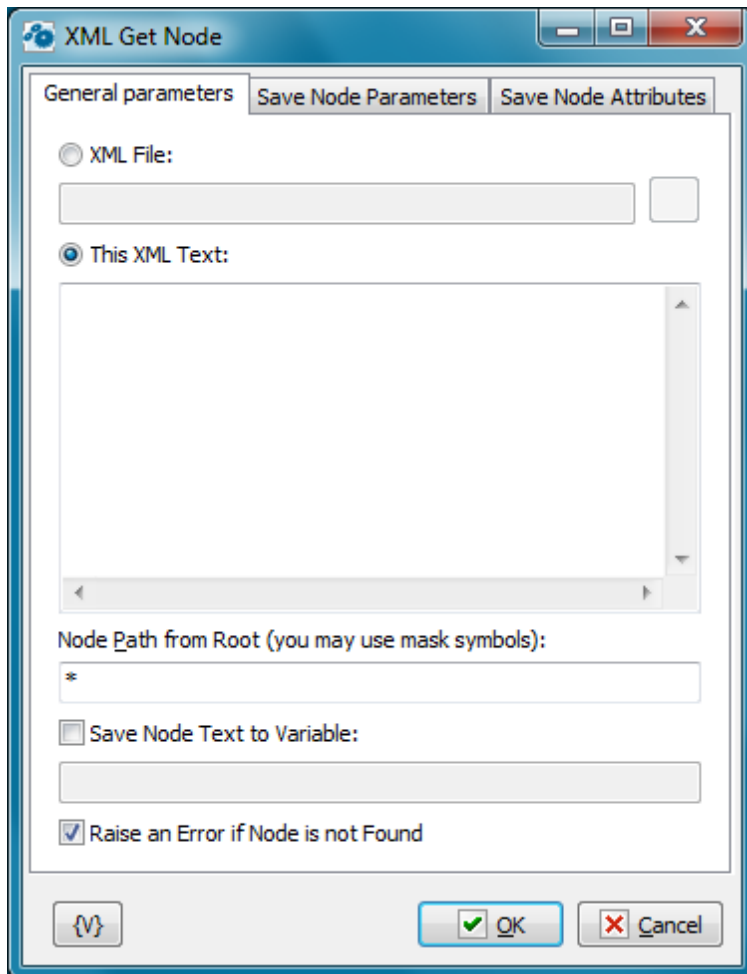 XML Get Node
General parameters Save Node Parameters Save Node Attributes
XML File:
This XML Text:
Node Path from Root (you may use mask symbols):
*
Save Node Text to Variable:
Raise an Error if Node is not Found
{V} OK Cancel